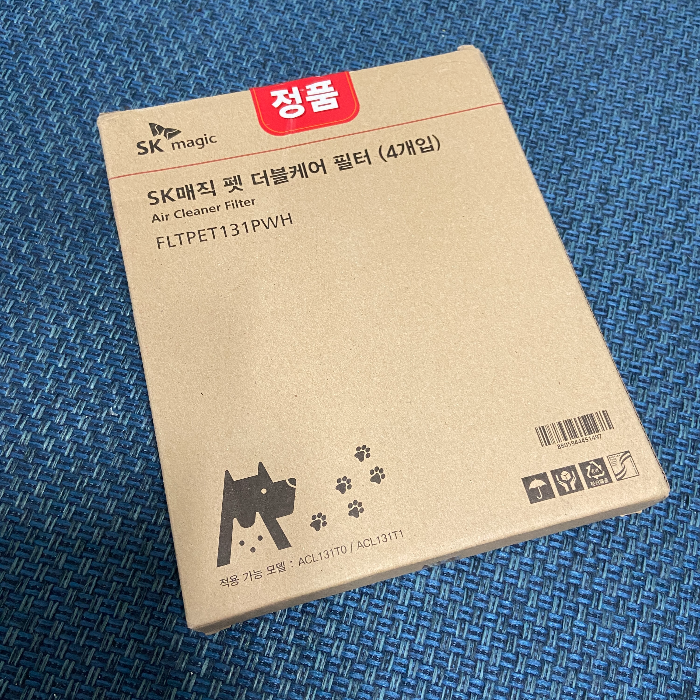 정품
SK magic
SK매직 펫 더블케어 필터 (4개입)
Air Cleaner Filter
FLTPET131PWH
적용 가능 모델 : ACL131T0 / ACL131T1